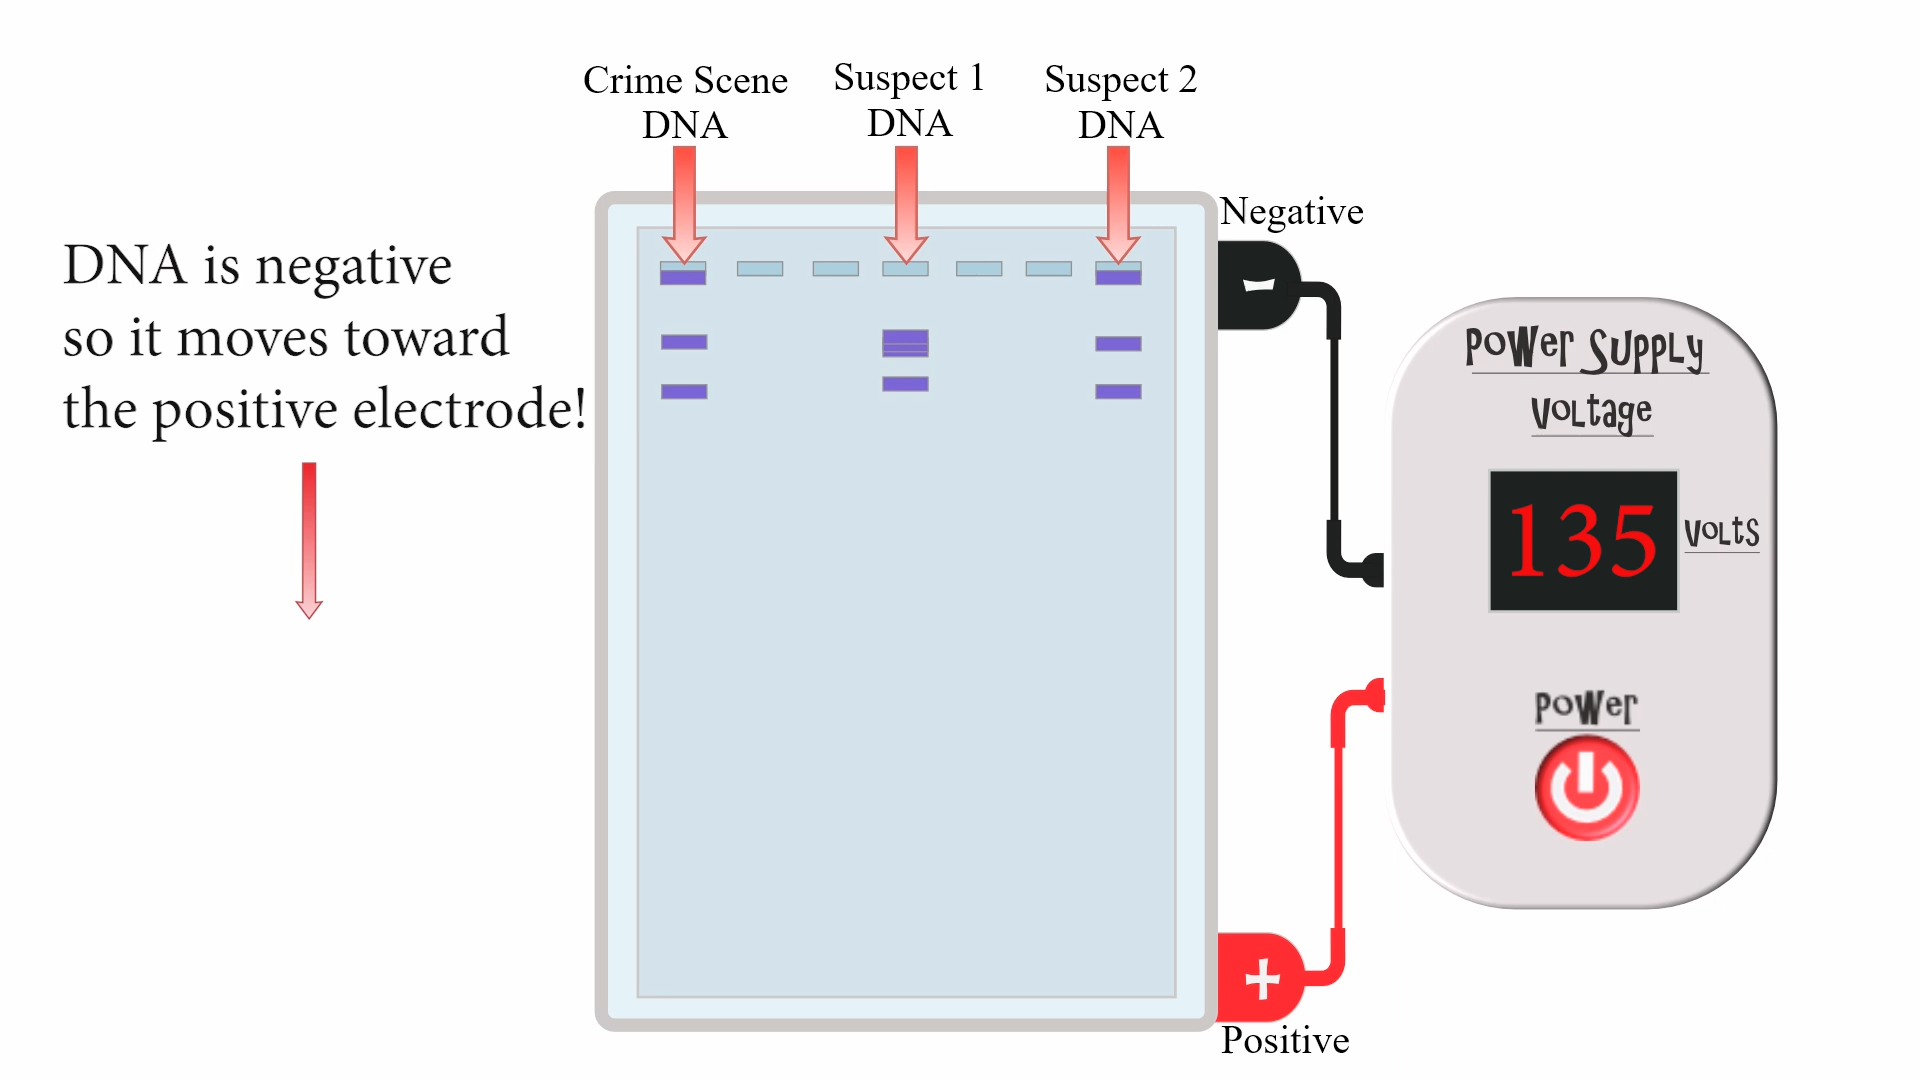 Crime Scene
DNA
Suspect 1
DNA
Suspect 2
DNA
Negative
DNA is negative
so it moves toward
the positive electrode!
-
Power Supply
Voltage
135
Volts
Power
+
Positive